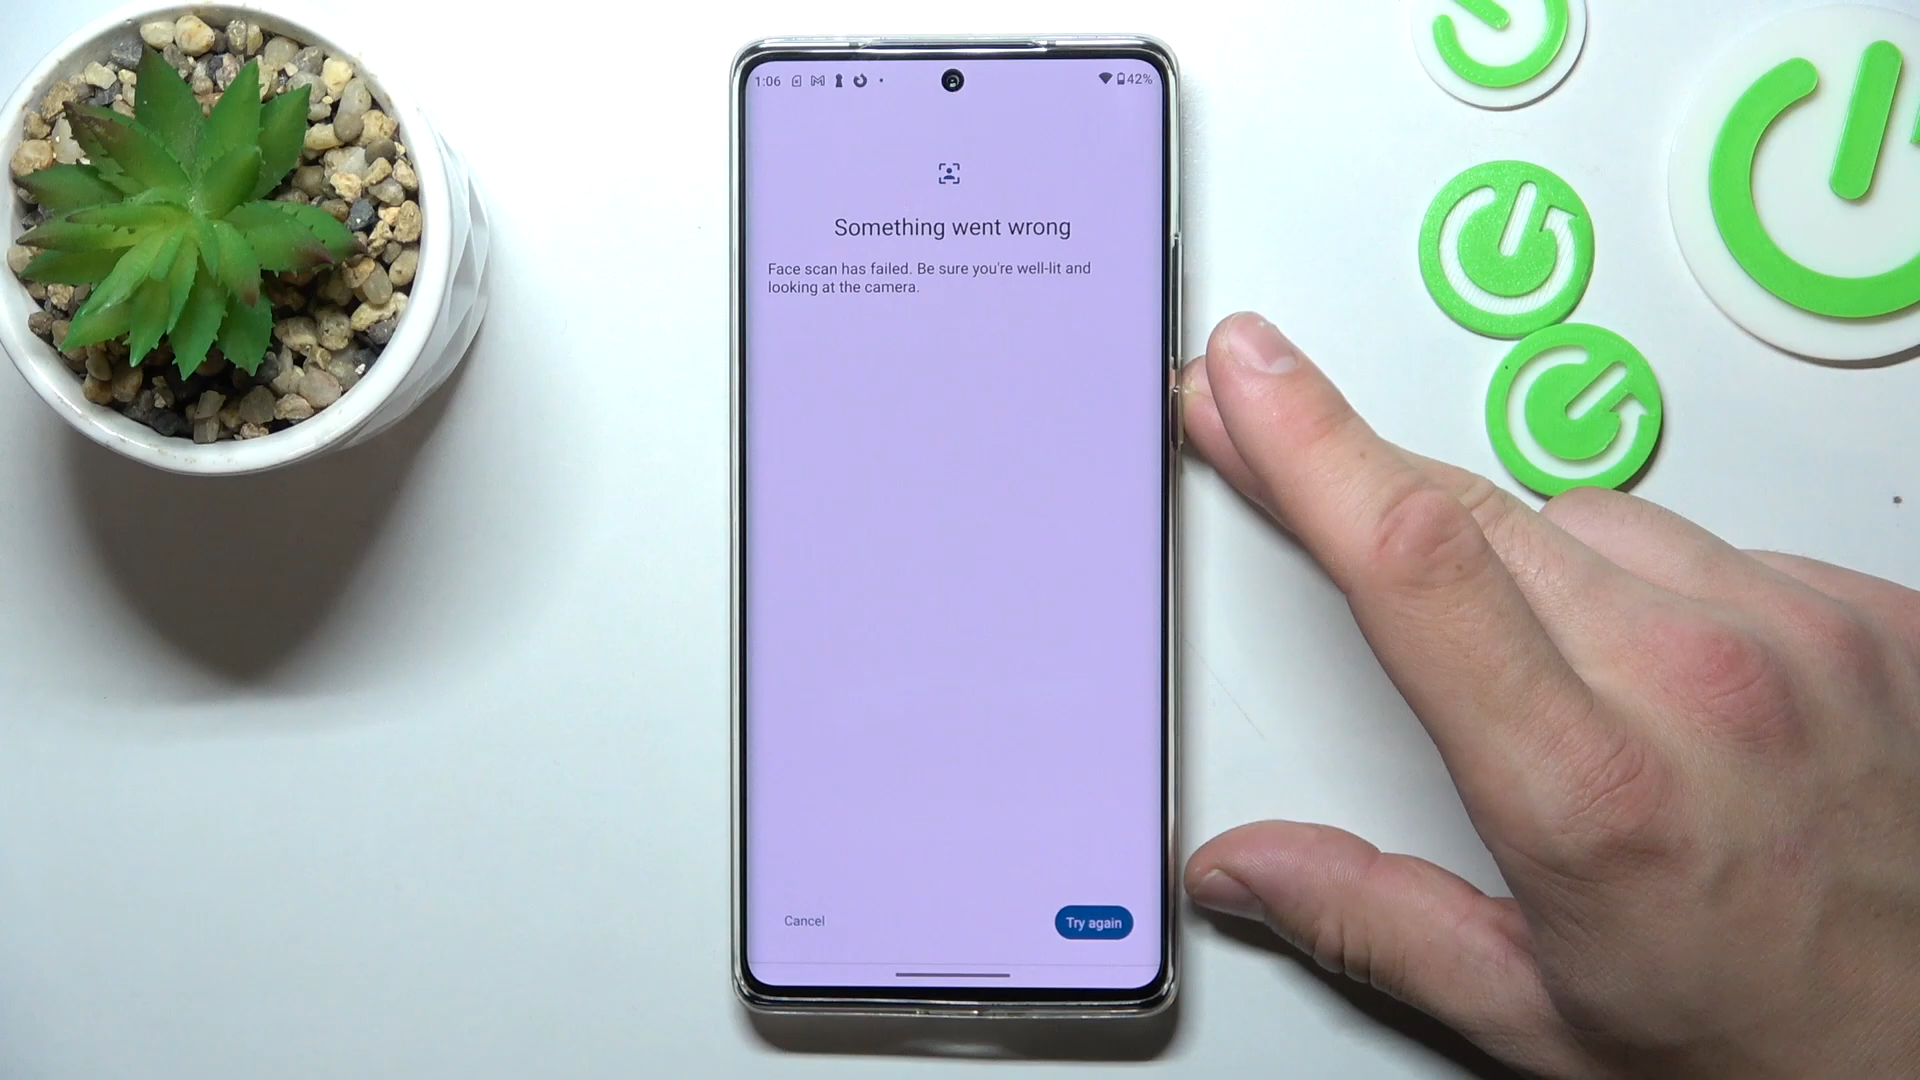 1:06
42%
Something went wrong
Face scan has failed. Be sure you're well-lit and
looking at the camera.
Cancel
Try again